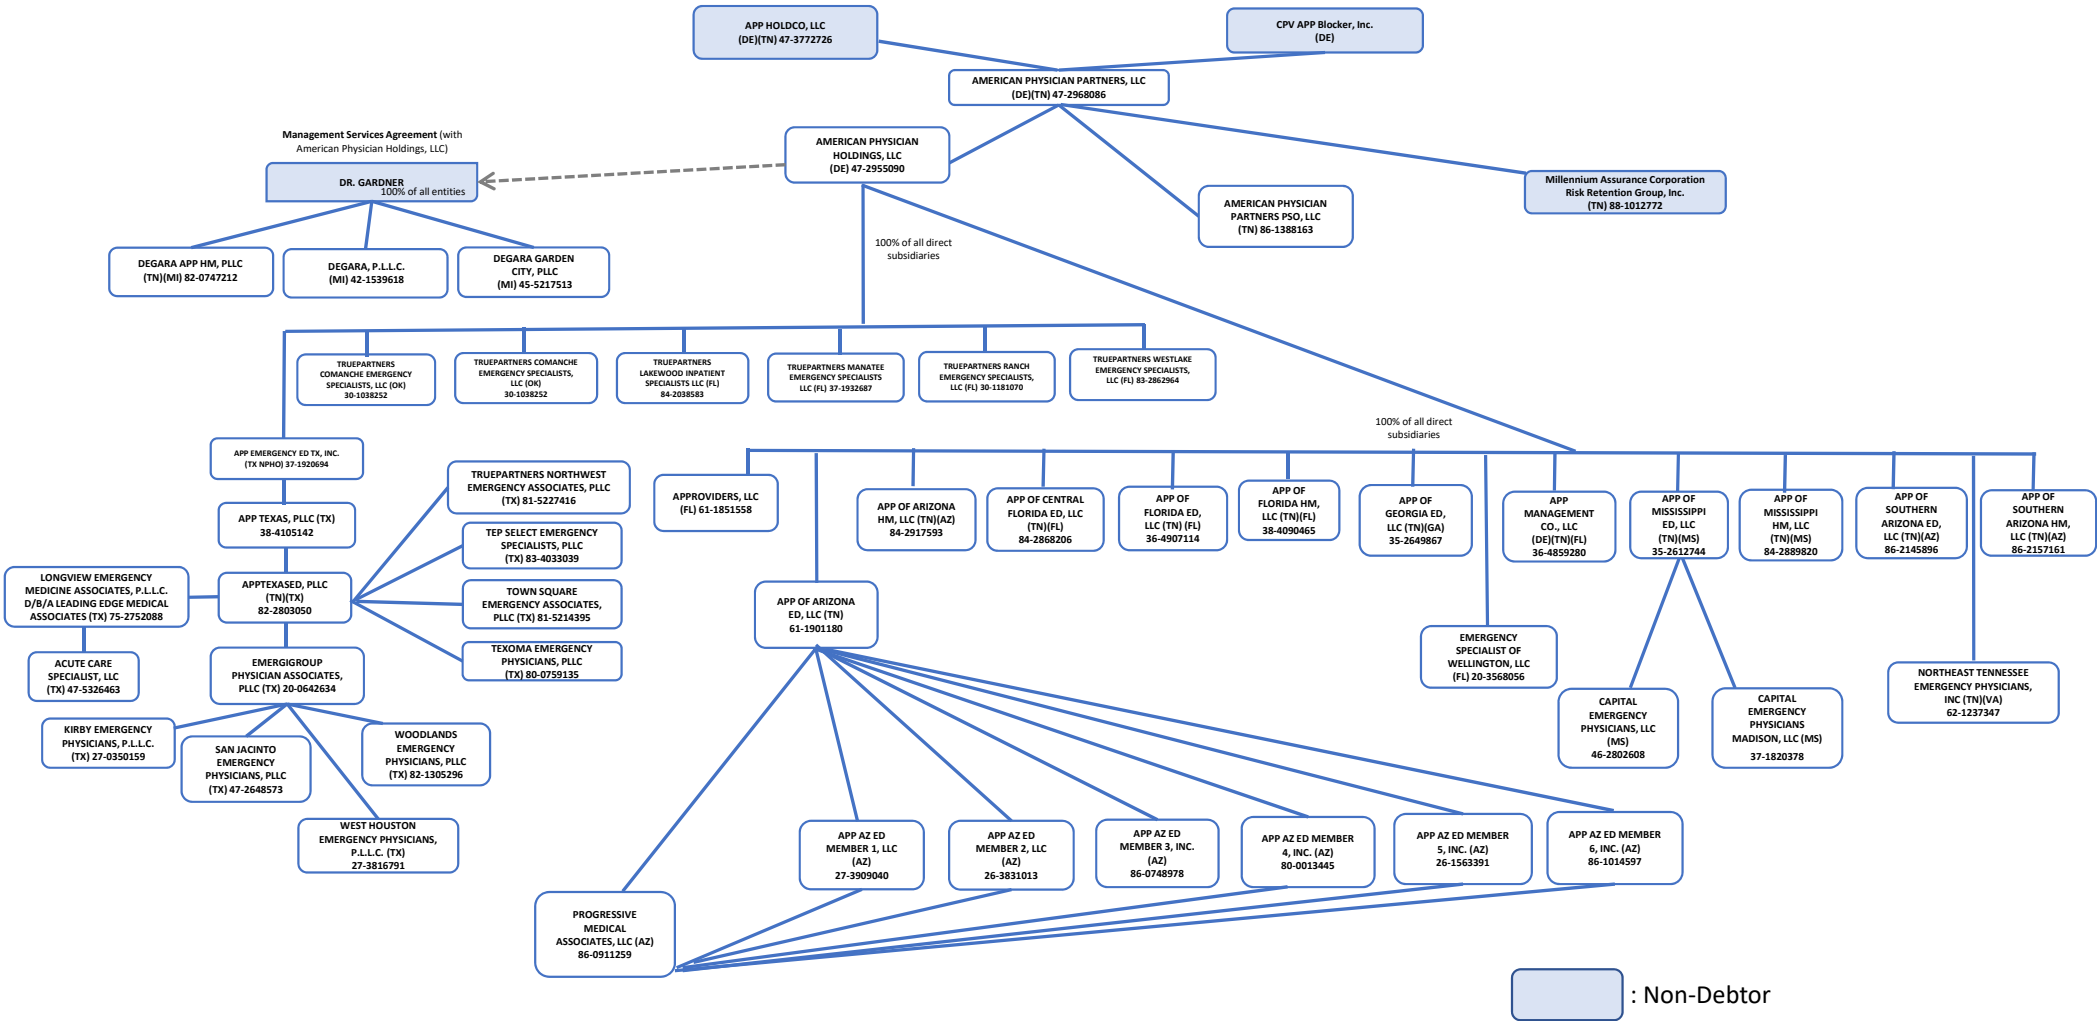 APP HOLDCO, LLC
(DE)(TN) 47-3772726
CPV APP Blocker, Inc.
(DE)
AMERICAN PHYSICIAN PARTNERS, LLC
(DE)(TN) 47-2968086
Management Services Agreement (with
American Physician Holdings, LLC)
DR. GARDNER
100% of all entities
AMERICAN PHYSICIAN
HOLDINGS, LLC
(DE) 47-2955090
Millennium Assurance Corporation
Risk Retention Group, Inc.
(TN) 88-1012772
AMERICAN PHYSICIAN
PARTNERS PSO, LLC
(TN) 86-1388163
DEGARA APP HM, PLLC
(TN)(MI) 82-0747212
DEGARA, P.L.L.C.
(MI) 42-1539618
DEGARA GARDEN
CITY, PLLC
(MI) 45-5217513
100% of all direct
subsidiaries
TRUEPARTNERS
COMANCHE EMERGENCY
SPECIALISTS, LLC (OK)
30-1038252
TRUEPARTNERS COMANCHE
EMERGENCY SPECIALISTS,
LLC (OK)
30-1038252
TRUEPARTNERS
LAKEWOOD INPATIENT
SPECIALISTS LLC (FL)
84-2038583
TRUEPARTNERS MANATEE
EMERGENCY SPECIALISTS
LLC (FL) 37-1932687
TRUEPARTNERS RANCH
EMERGENCY SPECIALISTS,
LLC (FL) 30-1181070
TRUEPARTNERS WESTLAKE
EMERGENCY SPECIALISTS,
LLC (FL) 83-2862964
100% of all direct
subsidiaries
APP EMERGENCY ED TX, INC.
(TX NPHO) 37-1920694
APP TEXAS, PLLC (TX)
38-4105142
APPTEXASED, PLLC
(TN)(TX)
82-2803050
LONGVIEW EMERGENCY
MEDICINE ASSOCIATES, P.L.L.C.
D/B/A LEADING EDGE MEDICAL
ASSOCIATES (TX) 75-2752088
ACUTE CARE
SPECIALIST, LLC
(TX) 47-5326463
EMERGIGROUP
PHYSICIAN ASSOCIATES,
PLLC (TX) 20-0642634
TRUEPARTNERS NORTHWEST
EMERGENCY ASSOCIATES, PLLC
(TX) 81-5227416
TEP SELECT EMERGENCY
SPECIALISTS, PLLC
(TX) 83-4033039
TOWN SQUARE
EMERGENCY ASSOCIATES,
PLLC (TX) 81-5214395
TEXOMA EMERGENCY
PHYSICIANS, PLLC
(TX) 80-0759135
KIRBY EMERGENCY
PHYSICIANS, P.L.L.C.
(TX) 27-0350159
SAN JACINTO
EMERGENCY
PHYSICIANS, PLLC
(TX) 47-2648573
WOODLANDS
EMERGENCY
PHYSICIANS, PLLC
(TX) 82-1305296
WEST HOUSTON
EMERGENCY PHYSICIANS,
P.L.L.C. (TX)
27-3816791
APPROVIDERS, LLC
(FL) 61-1851558
APP OF ARIZONA
HM, LLC (TN)(AZ)
84-2917593
APP OF CENTRAL
FLORIDA ED, LLC
(TN)(FL)
84-2868206
APP OF
FLORIDA ED,
LLC (TN) (FL)
36-4907114
APP OF
FLORIDA HM,
LLC (TN)(FL)
38-4090465
APP OF
GEORGIA ED,
LLC (TN)(GA)
35-2649867
APP
MANAGEMENT
CO., LLC
(DE)(TN)(FL)
36-4859280
APP OF
MISSISSIPPI
ED, LLC
(TN)(MS)
35-2612744
APP OF
MISSISSIPPI
HM, LLC
(TN)(MS)
84-2889820
APP OF
SOUTHERN
ARIZONA ED,
LLC (TN)(AZ)
86-2145896
APP OF
SOUTHERN
ARIZONA HM,
LLC (TN)(AZ)
86-2157161
APP OF ARIZONA
ED, LLC (TN)
61-1901180
EMERGENCY
SPECIALIST OF
WELLINGTON, LLC
(FL) 20-3568056
CAPITAL
EMERGENCY
PHYSICIANS, LLC
(MS)
46-2802608
CAPITAL
EMERGENCY
PHYSICIANS
MADISON, LLC (MS)
37-1820378
NORTHEAST TENNESSEE
EMERGENCY PHYSICIANS,
INC (TN)(VA)
62-1237347
APP AZ ED
MEMBER 1, LLC
(AZ)
27-3909040
APP AZ ED
MEMBER 2, LLC
(AZ)
26-3831013
APP AZ ED
MEMBER 3, INC.
(AZ)
86-0748978
APP AZ ED MEMBER
4, INC. (AZ)
80-0013445
APP AZ ED MEMBER
5, INC. (AZ)
26-1563391
APP AZ ED MEMBER
6, INC. (AZ)
86-1014597
PROGRESSIVE
MEDICAL
ASSOCIATES, LLC (AZ)
86-0911259
: Non-Debtor